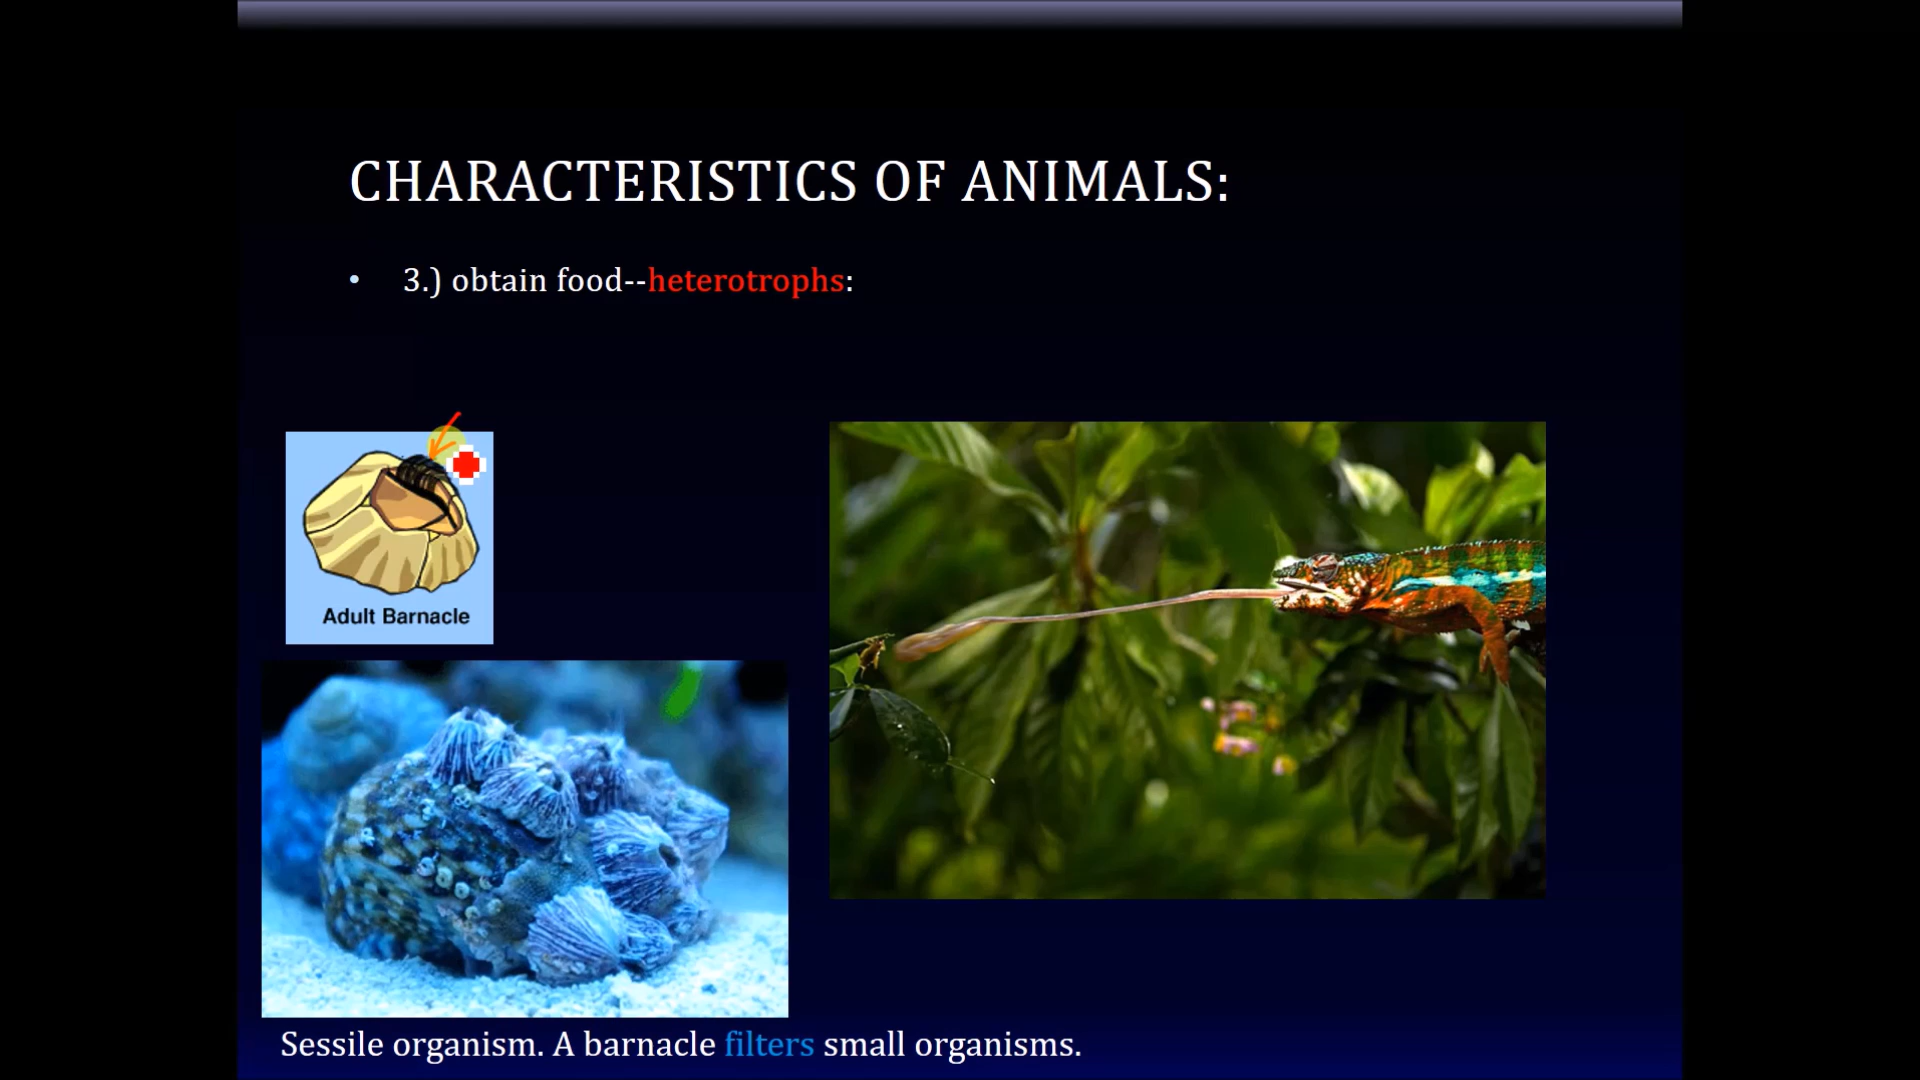 CHARACTERISTICS OF ANIMALS:
• 3.) obtain food--heterotrophs:
Adult Barnacle
Sessile organism. A barnacle filters small organisms.